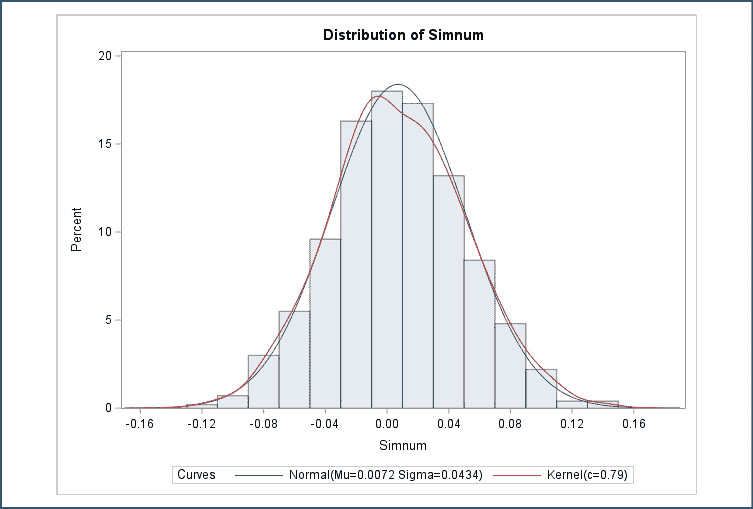 Distribution of Simnum
20
15
10
5
0
Percent
-0.16 -0.12 -0.08 -0.04 0.00 0.04 0.08 0.12 0.16
Simnum
Curves Normal(Mu=0.0072 Sigma=0.0434) Kernel(c=0.79)